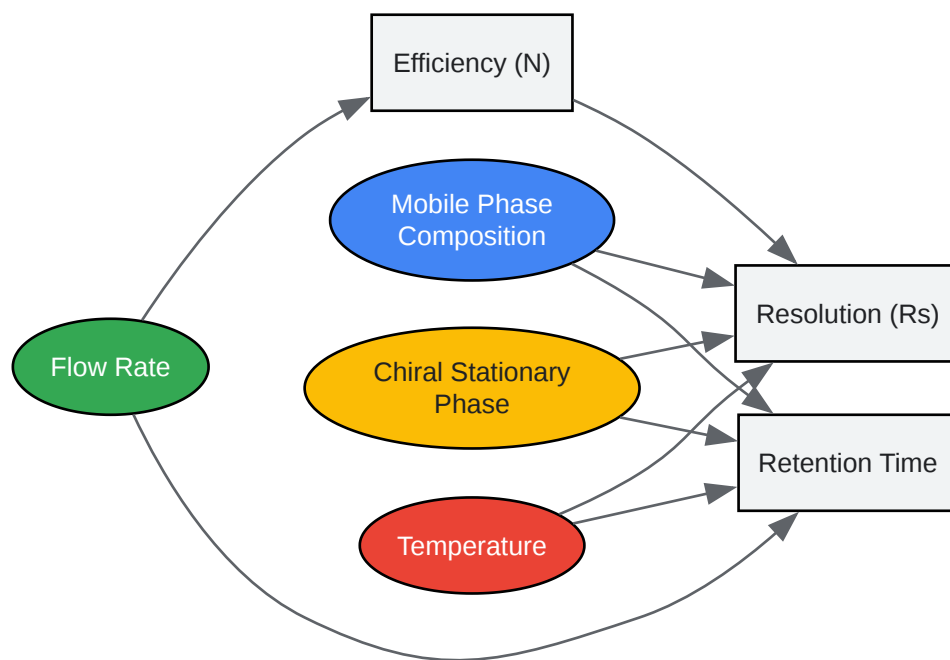 Efficiency (N)
Mobile Phase
Composition
Resolution (Rs)
Flow Rate
Chiral Stationary
Phase
Retention Time
Temperature